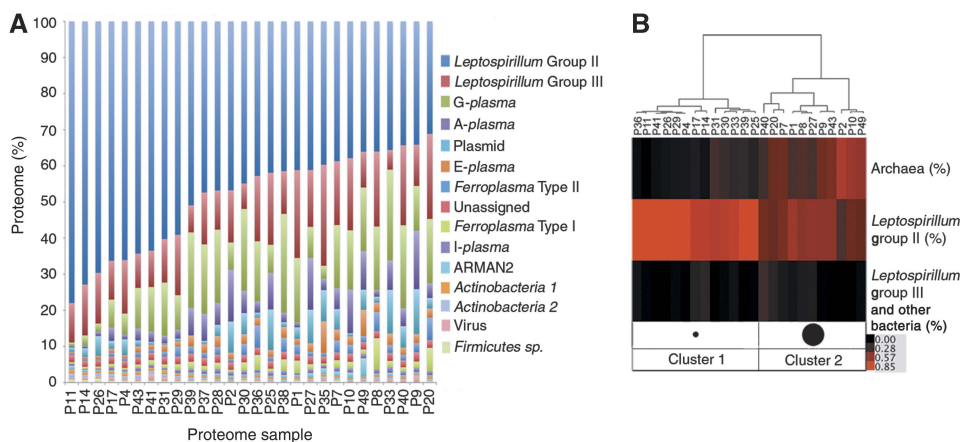 A
Proteome (%)
100
90
80
70
60
50
40
30
20
10
0
P11 P14 P26 P17 P4 P43 P41 P31 P29 P39 P37 P28 P2 P30 P36 P25 P38 P1 P27 P35 P7 P10 P8 P33 P40 P9 P20
Proteome sample
Leptospirillum Group II
Leptospirillum Group III
G-plasma
A-plasma
Plasmid
E-plasma
Ferroplasma Type II
Unassigned
Ferroplasma Type I
I-plasma
ARMAN2
Actinobacteria 1
Actinobacteria 2
Virus
Firmicutes sp.
B
P36 P11 P41 P26 P29 P4 P17 P14 P31 P30 P33 P39 P25 P40 P20 P7 P1 P8 P27 P9 P43 P2 P10 P49
Archaea (%)
Leptospirillum
group II (%)
Leptospirillum
group III
and other
bacteria (%)
0.00
0.28
0.57
0.85
Cluster 1
Cluster 2